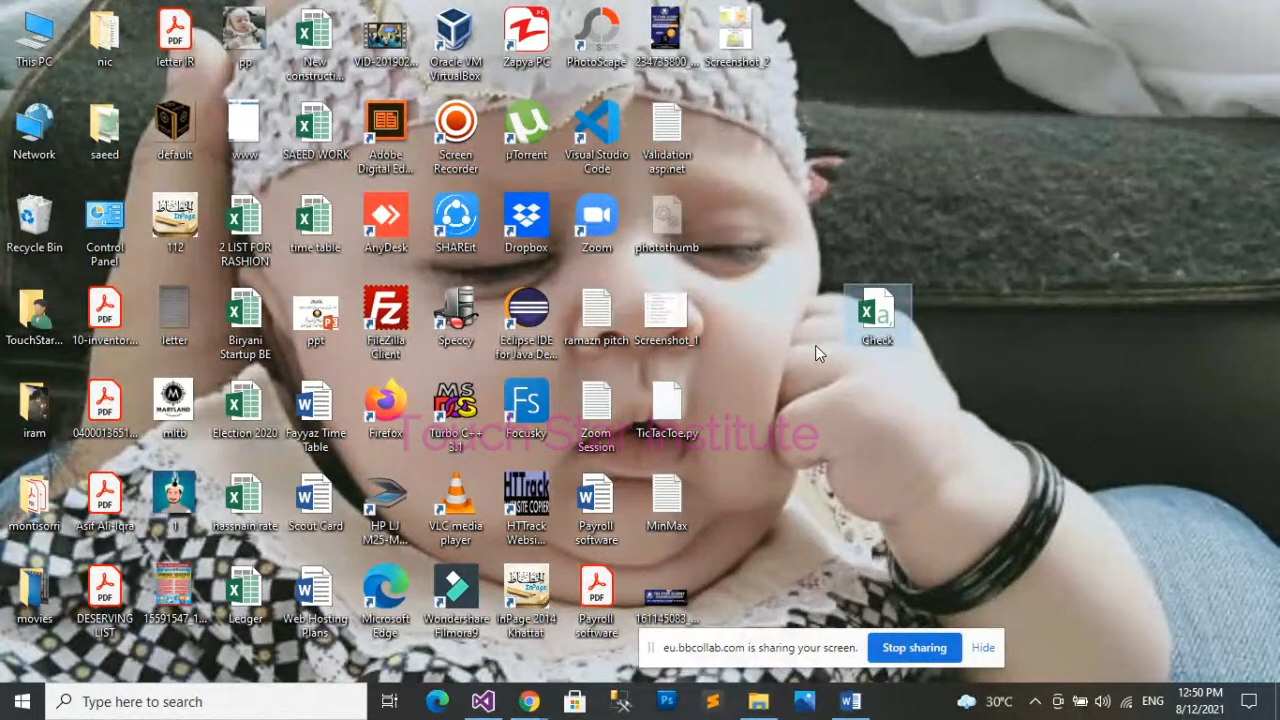 This PC
nic
letter IR
pp
New
constructi...
VID-201902...
Oracle VM
VirtualBox
Zapya PC
PhotoScape
234735800_...
Screenshot_2
Network
saeed
default
www
SAEED WORK
Adobe
Digital Ed...
Screen
Recorder
µTorrent
Visual Studio
Code
Validation
asp.net
Recycle Bin
Control
Panel
112
2 LIST FOR
RASHION
time table
AnyDesk
SHAREit
Dropbox
Zoom
photothumb
TouchStar...
10-inventor...
letter
Biryani
Startup BE
ppt
FileZilla
Client
Speccy
Eclipse IDE
for Java De...
ramazn pitch
Screenshot_1
Check
iram
0400013651...
mltb
Election 2020
Fayyaz Time
Table
Firefox
Turbo C++
3.1
Focusky
Zoom
Session
TicTacToe.py
Touch Star Institute
montisorri
Asif Ali-Iqra
1
hassnain rate
Scout Card
HP LJ
M25-M...
VLC media
player
HTTrack
Websi...
Payroll
software
MinMax
movies
DESERVING
LIST
15591547_1...
Ledger
Web Hosting
Plans
Microsoft
Edge
Wondershare
Filmora9
InPage 2014
Khattat
Payroll
software
161145083_...
eu.bbcollab.com is sharing your screen.
Stop sharing
Hide
Type here to search
30°C
ENG
12:50 PM
8/12/2021